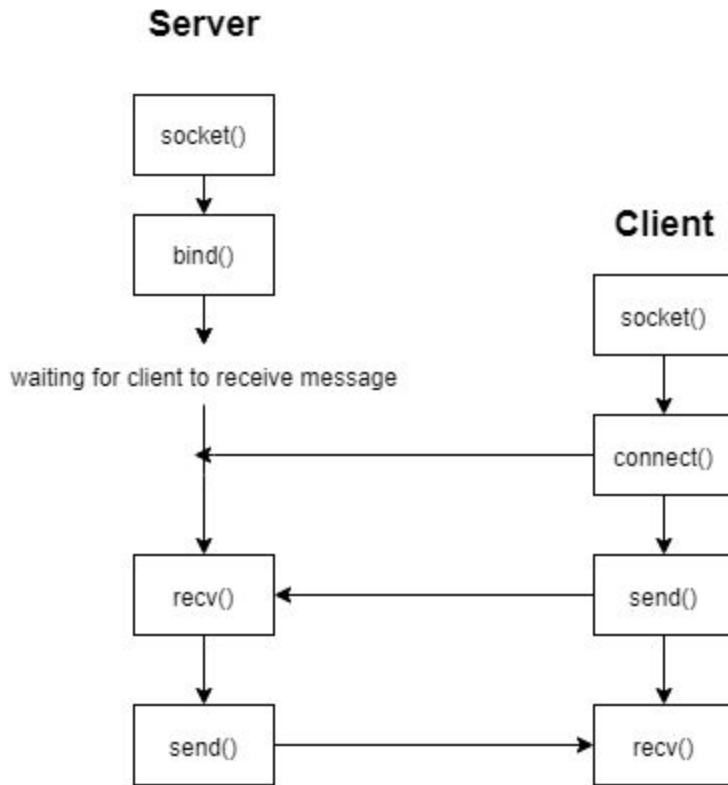 Server
socket()
bind()
Client
socket()
waiting for client to receive message
connect()
recv()
send()
send()
recv()